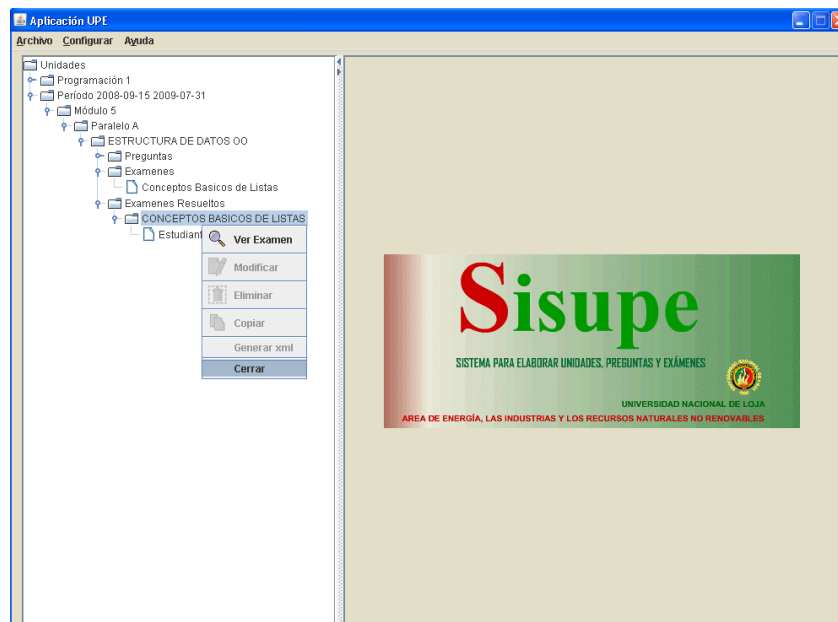 Aplicación UPE
Archivo Configurar Ayuda
Unidades
Programación 1
Período 2008-09-15 2009-07-31
Módulo 5
Paralelo A
ESTRUCTURA DE DATOS OO
Preguntas
Examenes
Conceptos Basicos de Listas
Examenes Resueltos
CONCEPTOS BASICOS DE LISTAS
Estudiant
Ver Examen
Modificar
Eliminar
Copiar
Generar xml
Cerrar
Sisupe
SISTEMA PARA ELABORAR UNIDADES, PREGUNTAS Y EXÁMENES
UNIVERSIDAD NACIONAL DE LOJA
AREA DE ENERGÍA, LAS INDUSTRIAS Y LOS RECURSOS NATURALES NO RENOVABLES